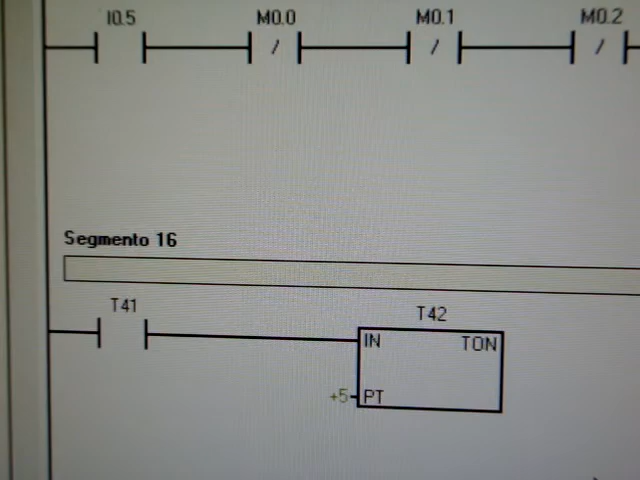 I0.5 M0.0 M0.1 M0.2
/ / /
Segmento 16
T41 T42
IN TON
+5 PT